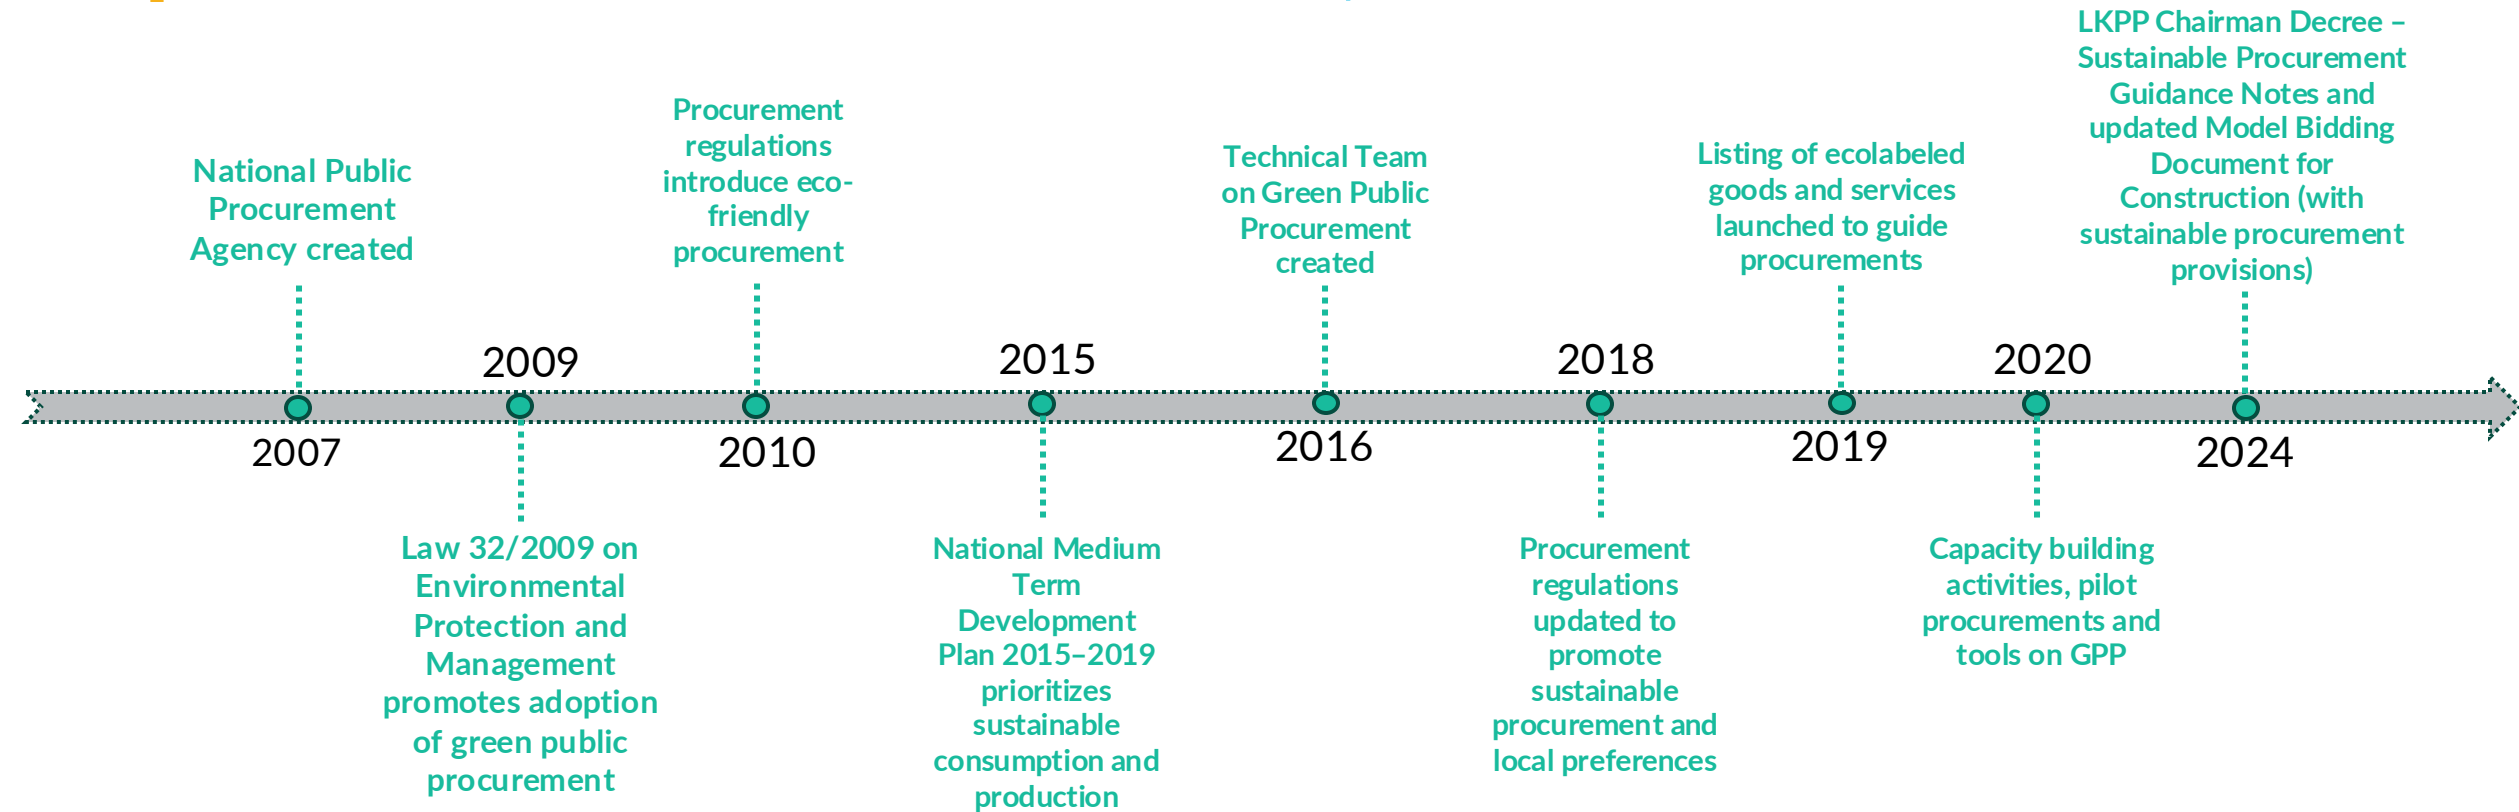 National Public
Procurement
Agency created
2007
2009
Law 32/2009 on
Environmental
Protection and
Management
promotes adoption
of green public
procurement
Procurement
regulations
introduce eco-
friendly
procurement
2010
2015
National Medium
Term
Development
Plan 2015–2019
prioritizes
sustainable
consumption and
production
Technical Team
on Green Public
Procurement
created
2016
2018
Procurement
regulations
updated to
promote
sustainable
procurement and
local preferences
Listing of ecolabeled
goods and services
launched to guide
procurements
2019
2020
Capacity building
activities, pilot
procurements and
tools on GPP
LKPP Chairman Decree –
Sustainable Procurement
Guidance Notes and
updated Model Bidding
Document for
Construction (with
sustainable procurement
provisions)
2024